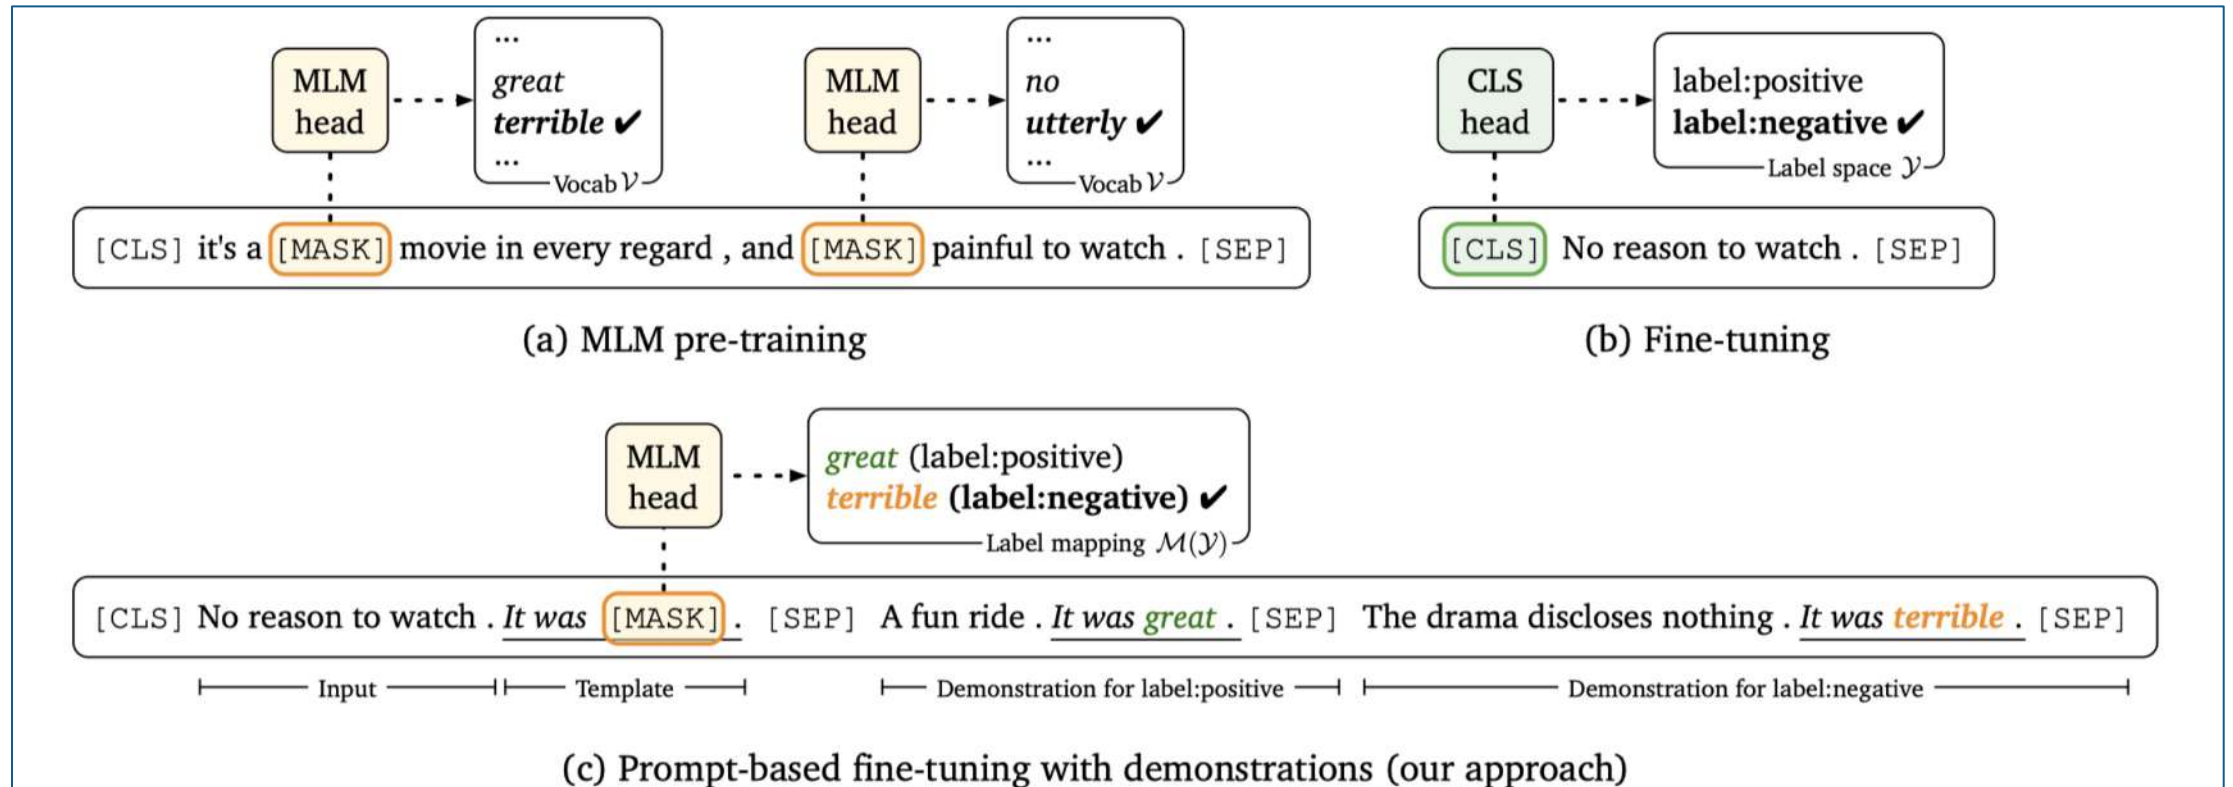 MLM
head
...
great
terrible ✔
...
Vocab 𝒱
MLM
head
...
no
utterly ✔
...
Vocab 𝒱
[CLS] it's a [MASK] movie in every regard , and [MASK] painful to watch . [SEP]
(a) MLM pre-training
CLS
head
label:positive
label:negative ✔
Label space 𝒴
[CLS] No reason to watch . [SEP]
(b) Fine-tuning
MLM
head
great (label:positive)
terrible (label:negative) ✔
Label mapping ℳ(𝒴)
[CLS] No reason to watch . It was [MASK] . [SEP] A fun ride . It was great . [SEP] The drama discloses nothing . It was terrible . [SEP]
Input Template Demonstration for label:positive Demonstration for label:negative
(c) Prompt-based fine-tuning with demonstrations (our approach)